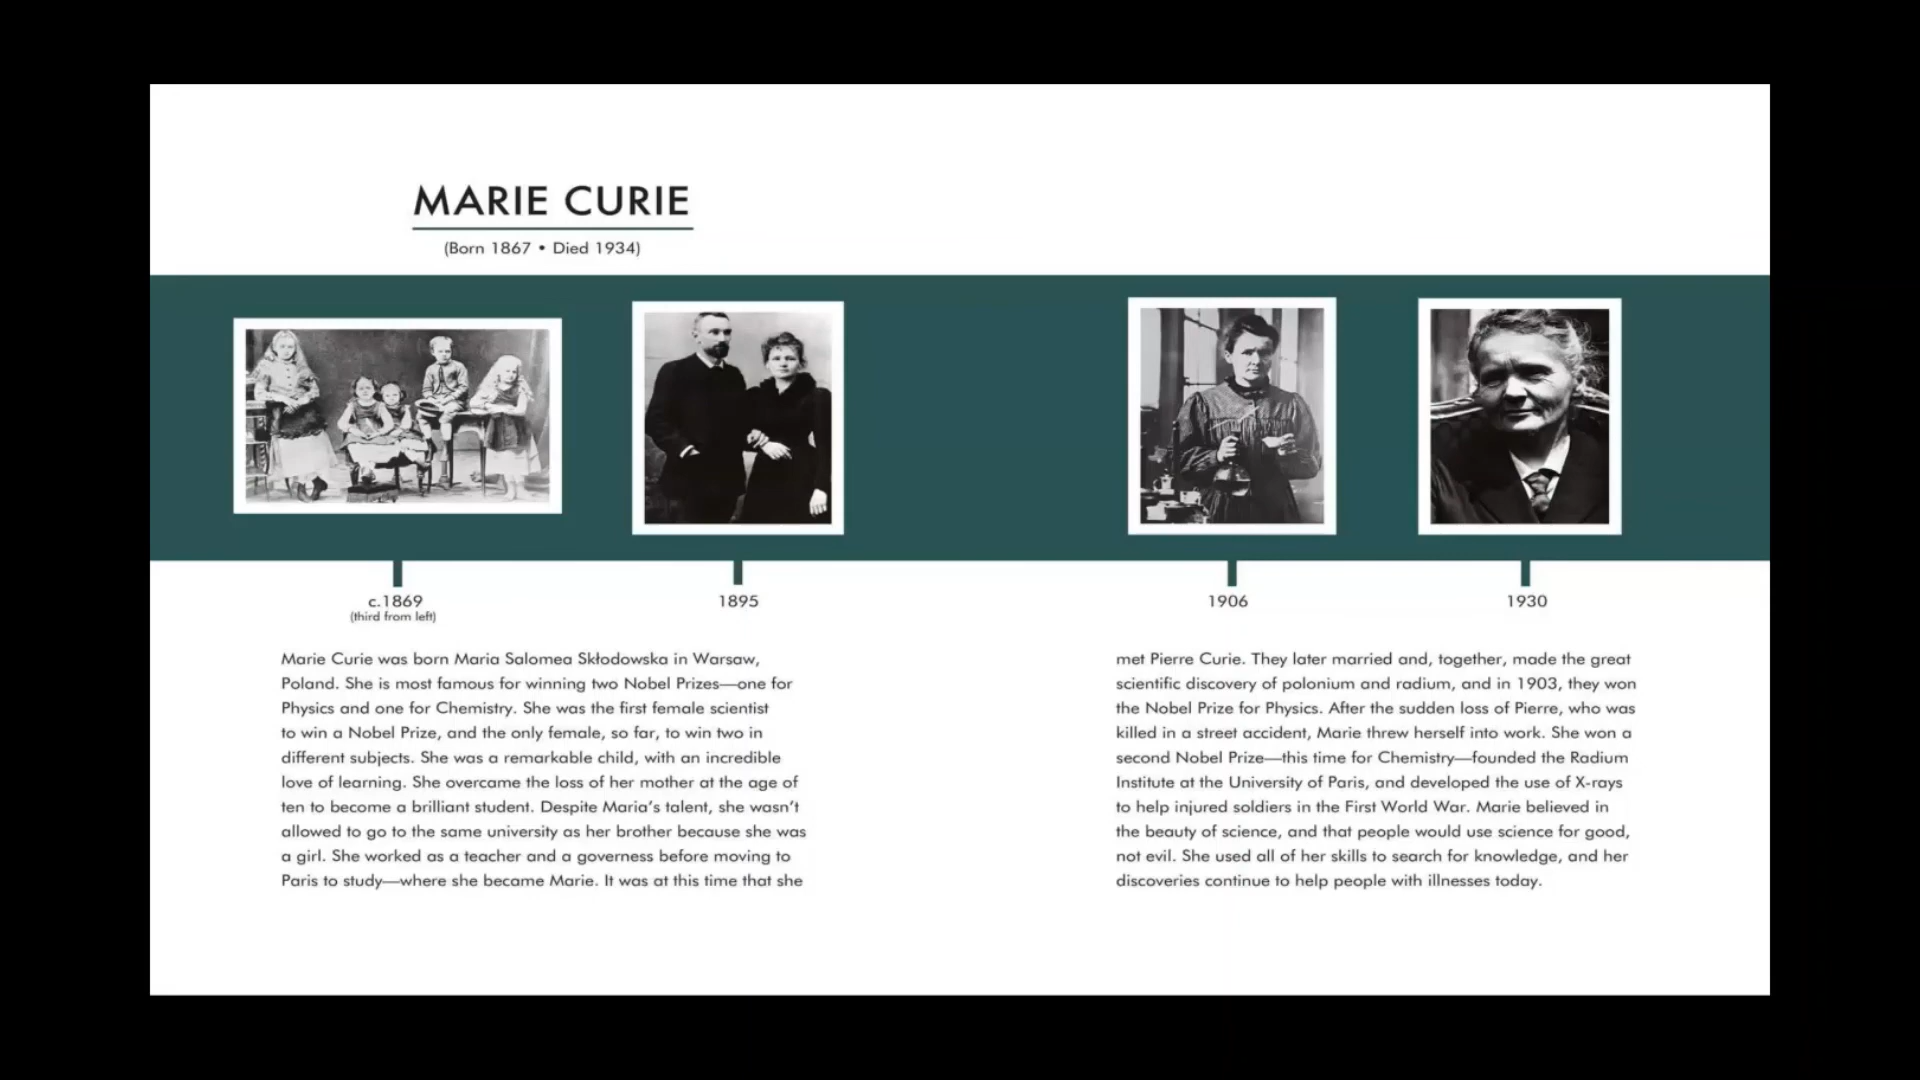 MARIE CURIE
(Born 1867 • Died 1934)
c.1869
(third from left)
1895
1906
1930
Marie Curie was born Maria Salomea Skłodowska in Warsaw,
Poland. She is most famous for winning two Nobel Prizes—one for
Physics and one for Chemistry. She was the first female scientist
to win a Nobel Prize, and the only female, so far, to win two in
different subjects. She was a remarkable child, with an incredible
love of learning. She overcame the loss of her mother at the age of
ten to become a brilliant student. Despite Maria’s talent, she wasn’t
allowed to go to the same university as her brother because she was
a girl. She worked as a teacher and a governess before moving to
Paris to study—where she became Marie. It was at this time that she
met Pierre Curie. They later married and, together, made the great
scientific discovery of polonium and radium, and in 1903, they won
the Nobel Prize for Physics. After the sudden loss of Pierre, who was
killed in a street accident, Marie threw herself into work. She won a
second Nobel Prize—this time for Chemistry—founded the Radium
Institute at the University of Paris, and developed the use of X-rays
to help injured soldiers in the First World War. Marie believed in
the beauty of science, and that people would use science for good,
not evil. She used all of her skills to search for knowledge, and her
discoveries continue to help people with illnesses today.